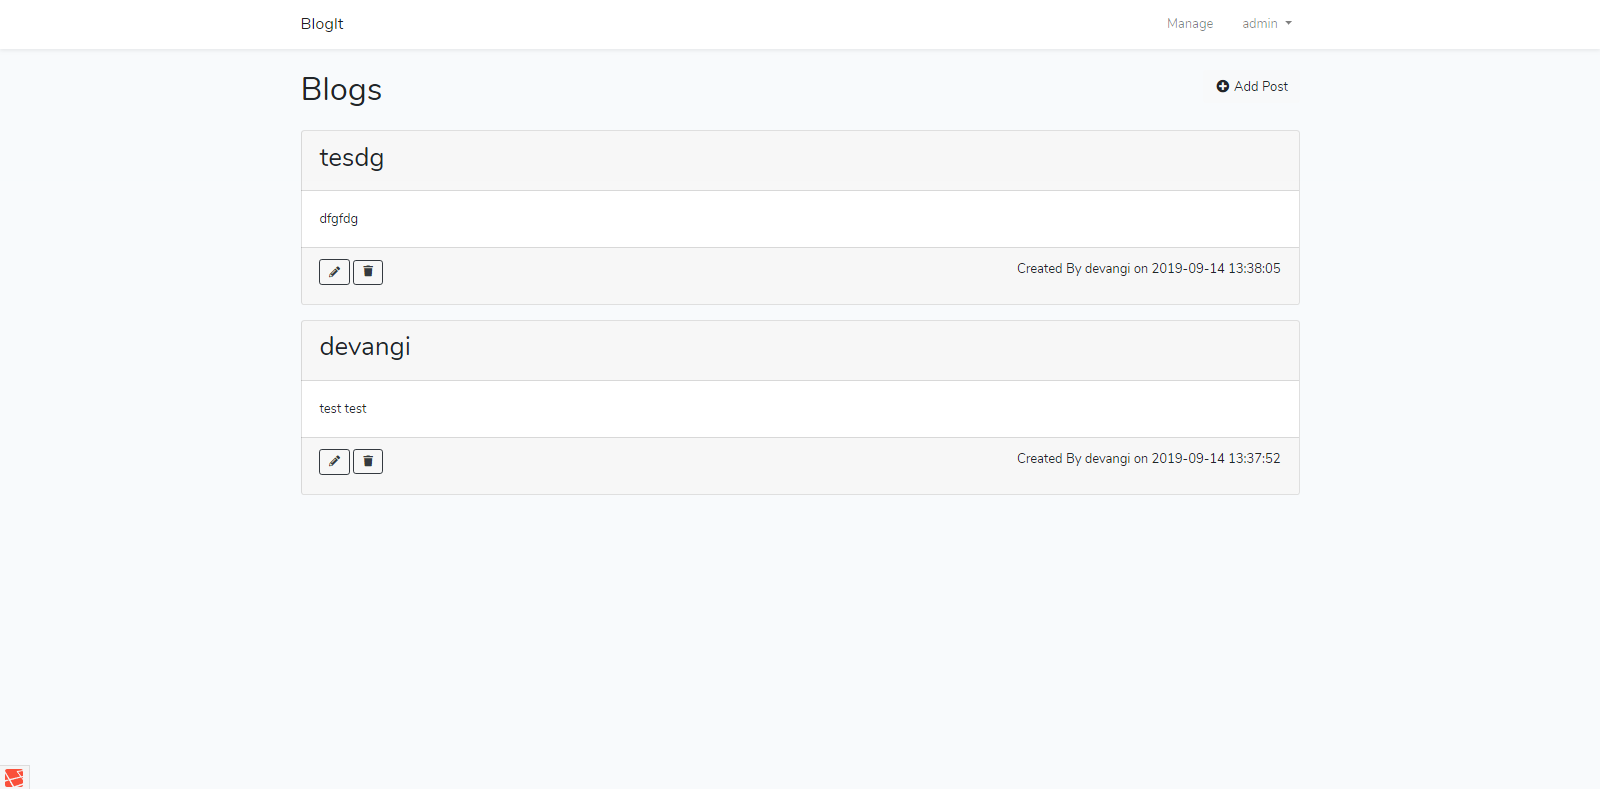 BlogIt
Manage
admin
Blogs
Add Post
tesdg
dfgfdg
Created By devangi on 2019-09-14 13:38:05
devangi
test test
Created By devangi on 2019-09-14 13:37:52